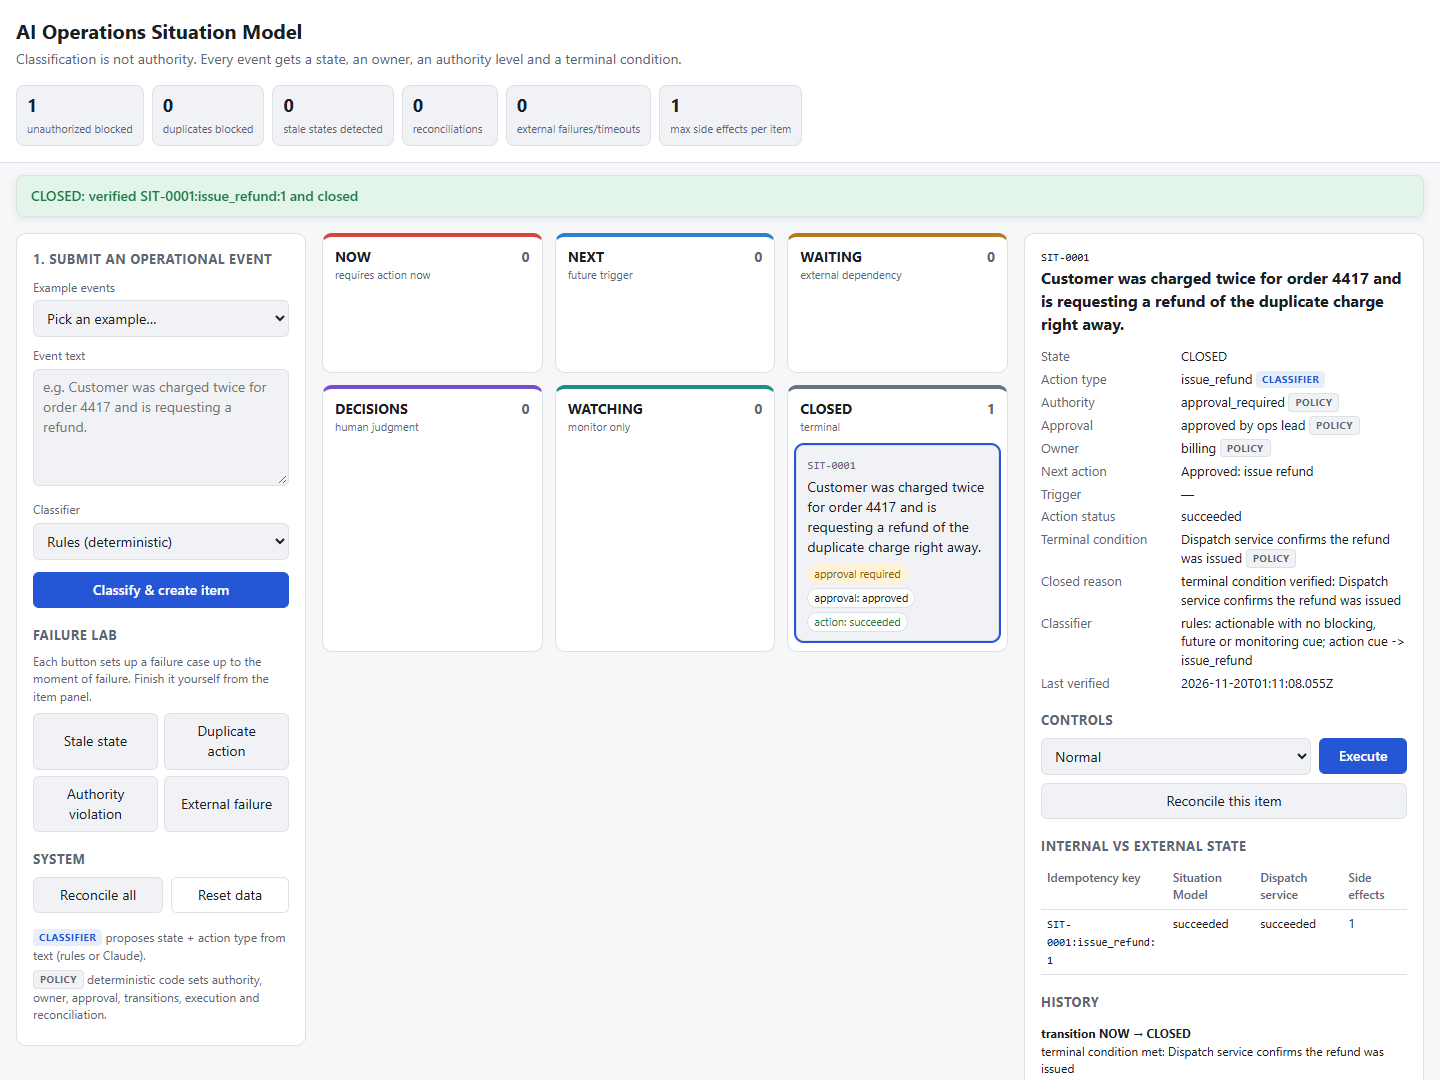 AI Operations Situation Model
Classification is not authority. Every event gets a state, an owner, an authority level and a terminal condition.
1
unauthorized blocked
0
duplicates blocked
0
stale states detected
0
reconciliations
0
external failures/timeouts
1
max side effects per item
CLOSED: verified SIT-0001:issue_refund:1 and closed
1. SUBMIT AN OPERATIONAL EVENT
Example events
Pick an example...
Event text
e.g. Customer was charged twice for
order 4417 and is requesting a
refund.
Classifier
Rules (deterministic)
Classify & create item
FAILURE LAB
Each button sets up a failure case up to the
moment of failure. Finish it yourself from the
item panel.
Stale state
Duplicate
action
Authority
violation
External failure
SYSTEM
Reconcile all
Reset data
CLASSIFIER proposes state + action type from
text (rules or Claude).
POLICY deterministic code sets authority,
owner, approval, transitions, execution and
reconciliation.
NOW 0
requires action now
NEXT 0
future trigger
WAITING 0
external dependency
DECISIONS 0
human judgment
WATCHING 0
monitor only
CLOSED 1
terminal
SIT-0001
Customer was charged twice
for order 4417 and is
requesting a refund of the
duplicate charge right away.
approval required
approval: approved
action: succeeded
SIT-0001
Customer was charged twice for order 4417 and
is requesting a refund of the duplicate charge
right away.
State CLOSED
Action type issue_refund CLASSIFIER
Authority approval_required POLICY
Approval approved by ops lead POLICY
Owner billing POLICY
Next action Approved: issue refund
Trigger —
Action status succeeded
Terminal condition Dispatch service confirms the refund
was issued POLICY
Closed reason terminal condition verified: Dispatch
service confirms the refund was issued
Classifier rules: actionable with no blocking,
future or monitoring cue; action cue ->
issue_refund
Last verified 2026-11-20T01:11:08.055Z
CONTROLS
Normal
Execute
Reconcile this item
INTERNAL VS EXTERNAL STATE
Idempotency key Situation Dispatch Side
Model service effects
SIT- succeeded succeeded 1
0001:issue_refund:
1
HISTORY
transition NOW → CLOSED
terminal condition met: Dispatch service confirms the refund was
issued